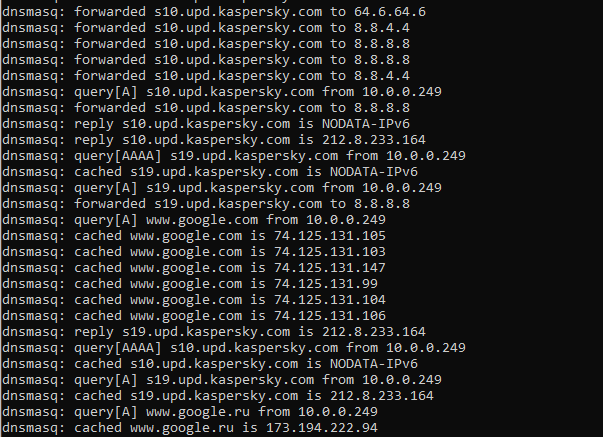 dnsmasq: forwarded s10.upd.kaspersky.com to 64.6.64.6
dnsmasq: forwarded s10.upd.kaspersky.com to 8.8.4.4
dnsmasq: forwarded s10.upd.kaspersky.com to 8.8.8.8
dnsmasq: forwarded s10.upd.kaspersky.com to 8.8.8.8
dnsmasq: forwarded s10.upd.kaspersky.com to 8.8.4.4
dnsmasq: query[A] s10.upd.kaspersky.com from 10.0.0.249
dnsmasq: forwarded s10.upd.kaspersky.com to 8.8.8.8
dnsmasq: reply s10.upd.kaspersky.com is NODATA-IPv6
dnsmasq: reply s10.upd.kaspersky.com is 212.8.233.164
dnsmasq: query[AAAA] s19.upd.kaspersky.com from 10.0.0.249
dnsmasq: cached s19.upd.kaspersky.com is NODATA-IPv6
dnsmasq: query[A] s19.upd.kaspersky.com from 10.0.0.249
dnsmasq: forwarded s19.upd.kaspersky.com to 8.8.8.8
dnsmasq: query[A] www.google.com from 10.0.0.249
dnsmasq: cached www.google.com is 74.125.131.105
dnsmasq: cached www.google.com is 74.125.131.103
dnsmasq: cached www.google.com is 74.125.131.147
dnsmasq: cached www.google.com is 74.125.131.99
dnsmasq: cached www.google.com is 74.125.131.104
dnsmasq: cached www.google.com is 74.125.131.106
dnsmasq: reply s19.upd.kaspersky.com is 212.8.233.164
dnsmasq: query[AAAA] s10.upd.kaspersky.com from 10.0.0.249
dnsmasq: cached s10.upd.kaspersky.com is NODATA-IPv6
dnsmasq: query[A] s19.upd.kaspersky.com from 10.0.0.249
dnsmasq: cached s19.upd.kaspersky.com is 212.8.233.164
dnsmasq: query[A] www.google.ru from 10.0.0.249
dnsmasq: cached www.google.ru is 173.194.222.94